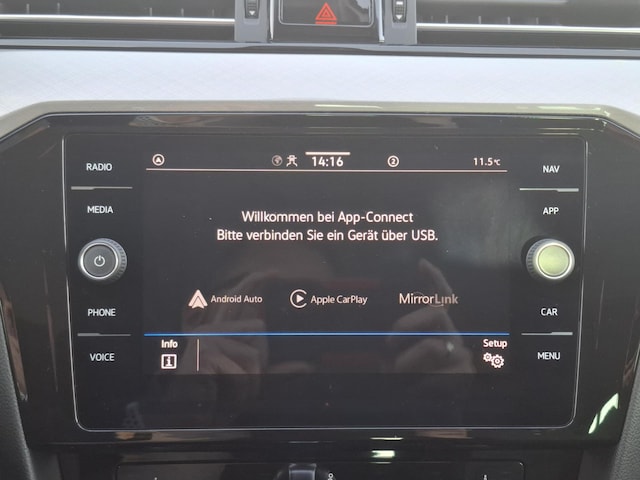 RADIO
MEDIA
PHONE
VOICE
A
14:16
2
11.5°C
Willkommen bei App-Connect
Bitte verbinden Sie ein Gerät über USB.
Android Auto
Apple CarPlay
MirrorLink
Info
i
Setup
NAV
APP
CAR
MENU